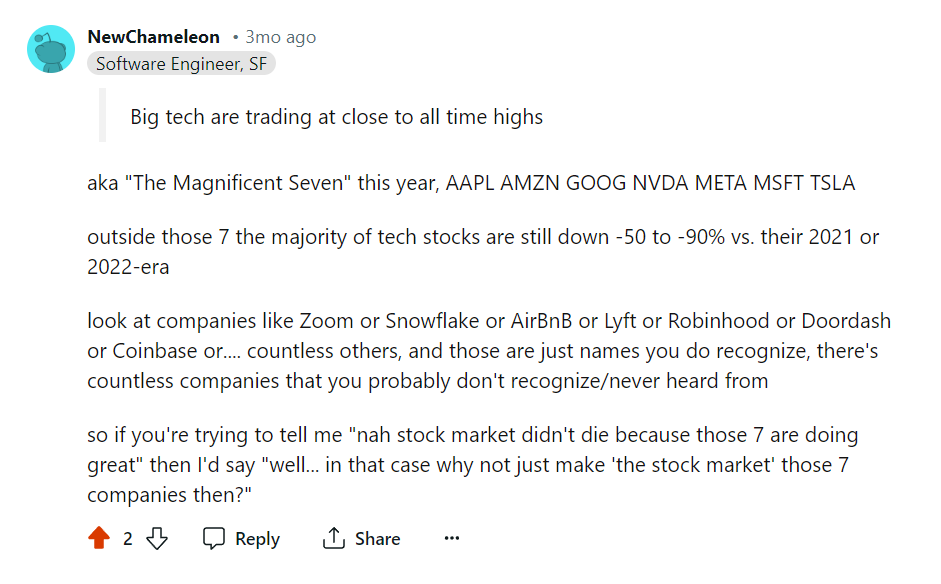 NewChameleon • 3mo ago
Software Engineer, SF
Big tech are trading at close to all time highs
aka "The Magnificent Seven" this year, AAPL AMZN GOOG NVDA META MSFT TSLA
outside those 7 the majority of tech stocks are still down -50 to -90% vs. their 2021 or
2022-era
look at companies like Zoom or Snowflake or AirBnB or Lyft or Robinhood or Doordash
or Coinbase or.... countless others, and those are just names you do recognize, there's
countless companies that you probably don't recognize/never heard from
so if you're trying to tell me "nah stock market didn't die because those 7 are doing
great" then I'd say "well... in that case why not just make 'the stock market' those 7
companies then?"
2 Reply Share ...